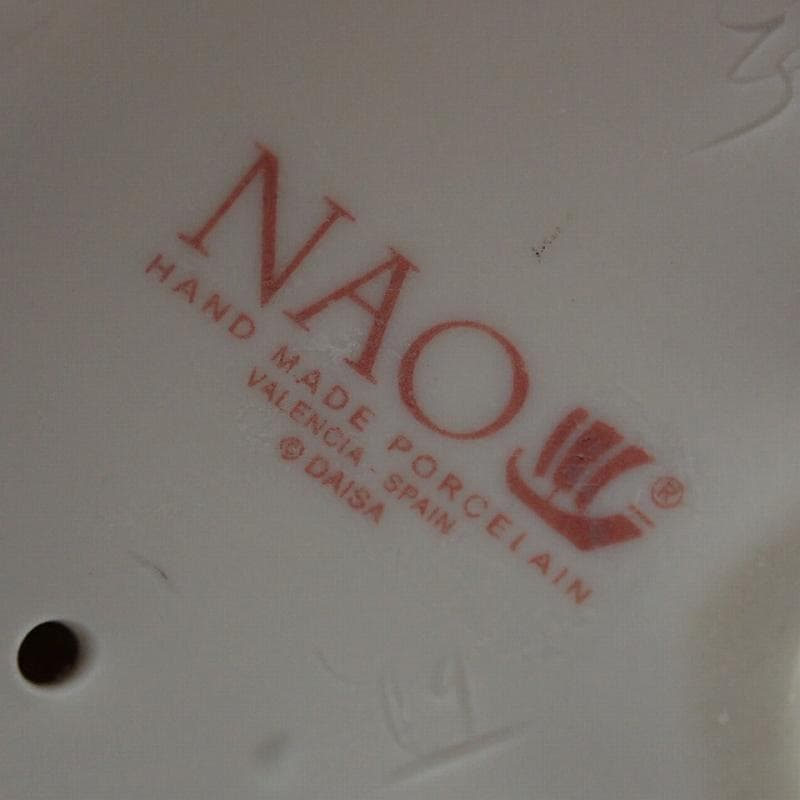 NAO ®
HAND MADE PORCELAIN
VALENCIA - SPAIN
© DAISA